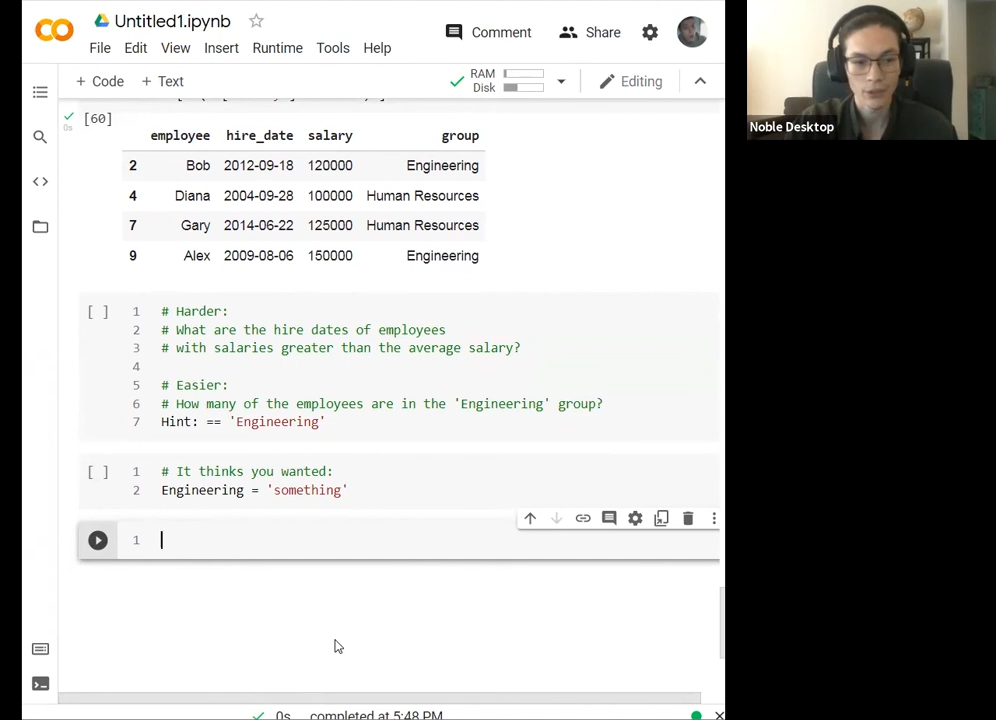 Untitled1.ipynb
File Edit View Insert Runtime Tools Help
Comment
Share
+ Code + Text
RAM
Disk
Editing
[60]
0s
employee hire_date salary group
2 Bob 2012-09-18 120000 Engineering
4 Diana 2004-09-28 100000 Human Resources
7 Gary 2014-06-22 125000 Human Resources
9 Alex 2009-08-06 150000 Engineering
[ ] 1 # Harder:
2 # What are the hire dates of employees
3 # with salaries greater than the average salary?
4
5 # Easier:
6 # How many of the employees are in the 'Engineering' group?
7 Hint: == 'Engineering'
[ ] 1 # It thinks you wanted:
2 Engineering = 'something'
1
0s completed at 5:48 PM
Noble Desktop